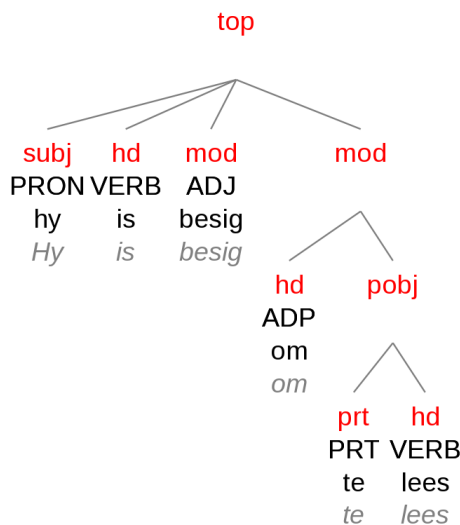 top
subj hd mod mod
PRON VERB ADJ
hy is besig
Hy is besig
hd pobj
ADP
om
om
prt hd
PRT VERB
te lees
te lees